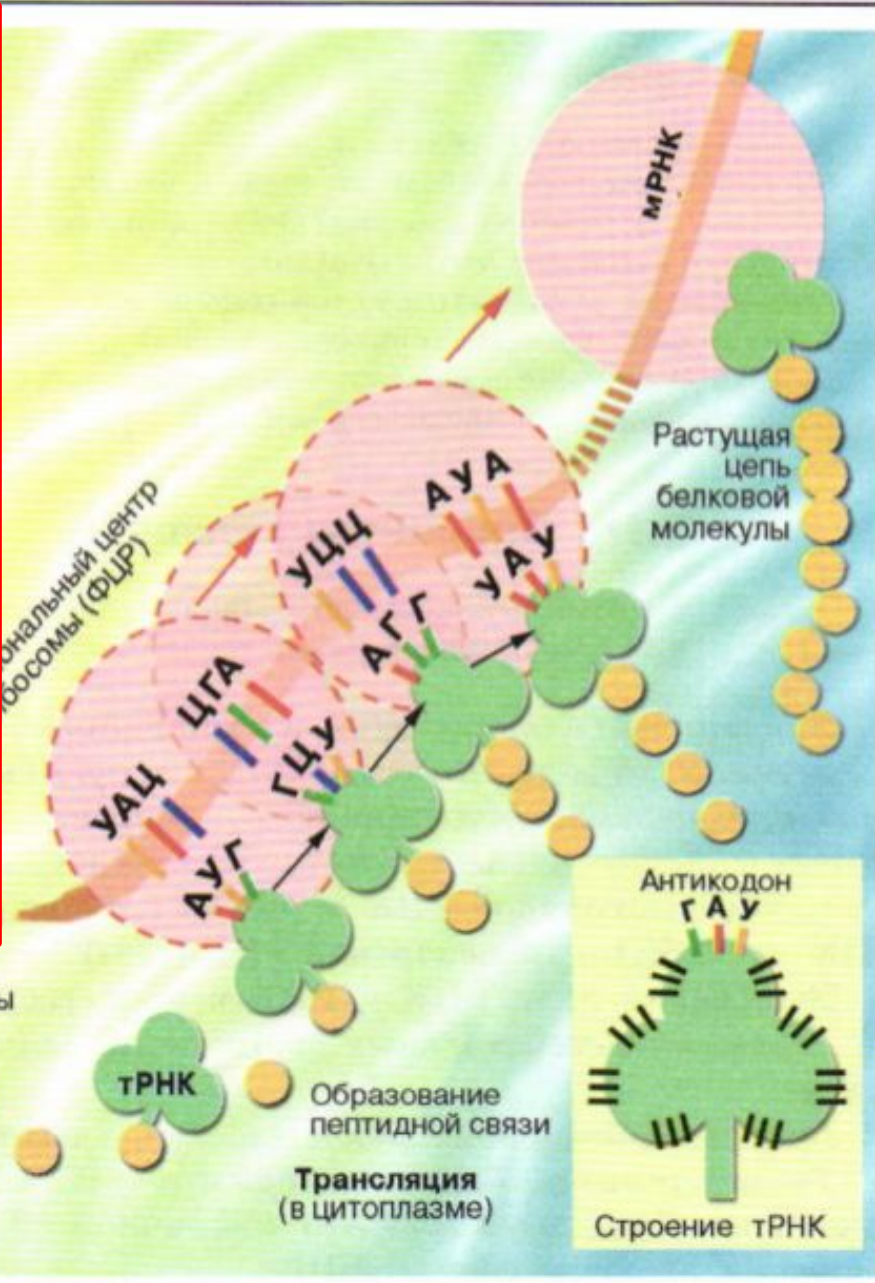 мРНК
Растущая
цепь
белковой
молекулы
ональный центр
босомы (ФЦР)
АУА
УЦЦ
УАУ
АГГ
ЦГА
ГЦУ
УАЦ
АУГ
ы
тРНК
Образование
пептидной связи
Трансляция
(в цитоплазме)
Антикодон
Г А У
Строение тРНК